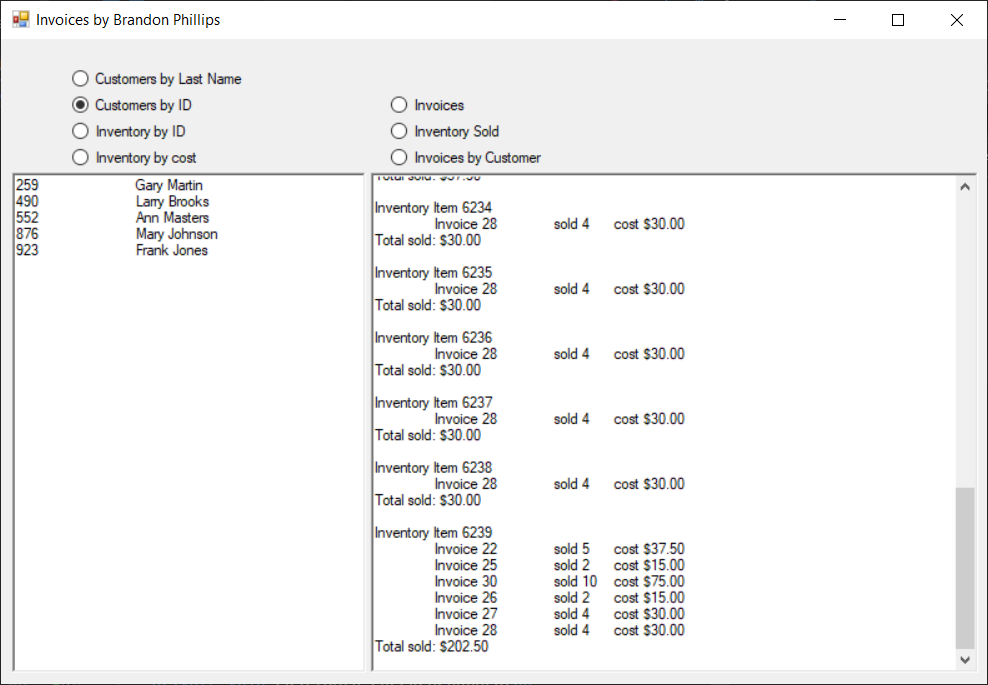 Invoices by Brandon Phillips
Customers by Last Name
Customers by ID
Inventory by ID
Inventory by cost
Invoices
Inventory Sold
Invoices by Customer
259 Gary Martin
490 Larry Brooks
552 Ann Masters
876 Mary Johnson
923 Frank Jones
Total sold: $37.50
Inventory Item 6234
Invoice 28 sold 4 cost $30.00
Total sold: $30.00
Inventory Item 6235
Invoice 28 sold 4 cost $30.00
Total sold: $30.00
Inventory Item 6236
Invoice 28 sold 4 cost $30.00
Total sold: $30.00
Inventory Item 6237
Invoice 28 sold 4 cost $30.00
Total sold: $30.00
Inventory Item 6238
Invoice 28 sold 4 cost $30.00
Total sold: $30.00
Inventory Item 6239
Invoice 22 sold 5 cost $37.50
Invoice 25 sold 2 cost $15.00
Invoice 30 sold 10 cost $75.00
Invoice 26 sold 2 cost $15.00
Invoice 27 sold 4 cost $30.00
Invoice 28 sold 4 cost $30.00
Total sold: $202.50